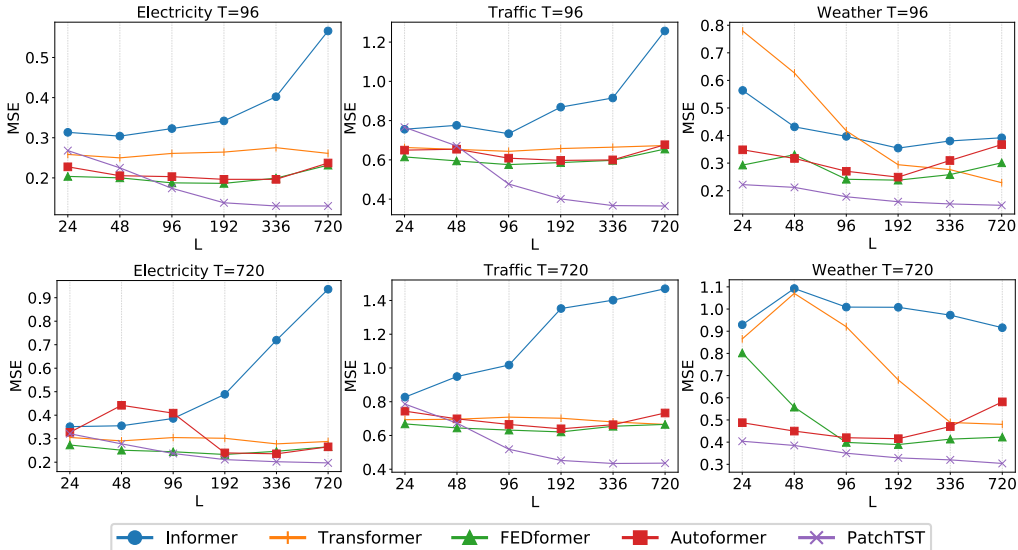 Electricity T=96
MSE
0.5
0.4
0.3
0.2
24 48 96 192 336 720
L
Traffic T=96
MSE
1.2
1.0
0.8
0.6
0.4
24 48 96 192 336 720
L
Weather T=96
MSE
0.8
0.7
0.6
0.5
0.4
0.3
0.2
24 48 96 192 336 720
L
Electricity T=720
MSE
0.9
0.8
0.7
0.6
0.5
0.4
0.3
0.2
24 48 96 192 336 720
L
Traffic T=720
MSE
1.4
1.2
1.0
0.8
0.6
0.4
24 48 96 192 336 720
L
Weather T=720
MSE
1.1
1.0
0.9
0.8
0.7
0.6
0.5
0.4
0.3
24 48 96 192 336 720
L
Informer Transformer FEDformer Autoformer PatchTST